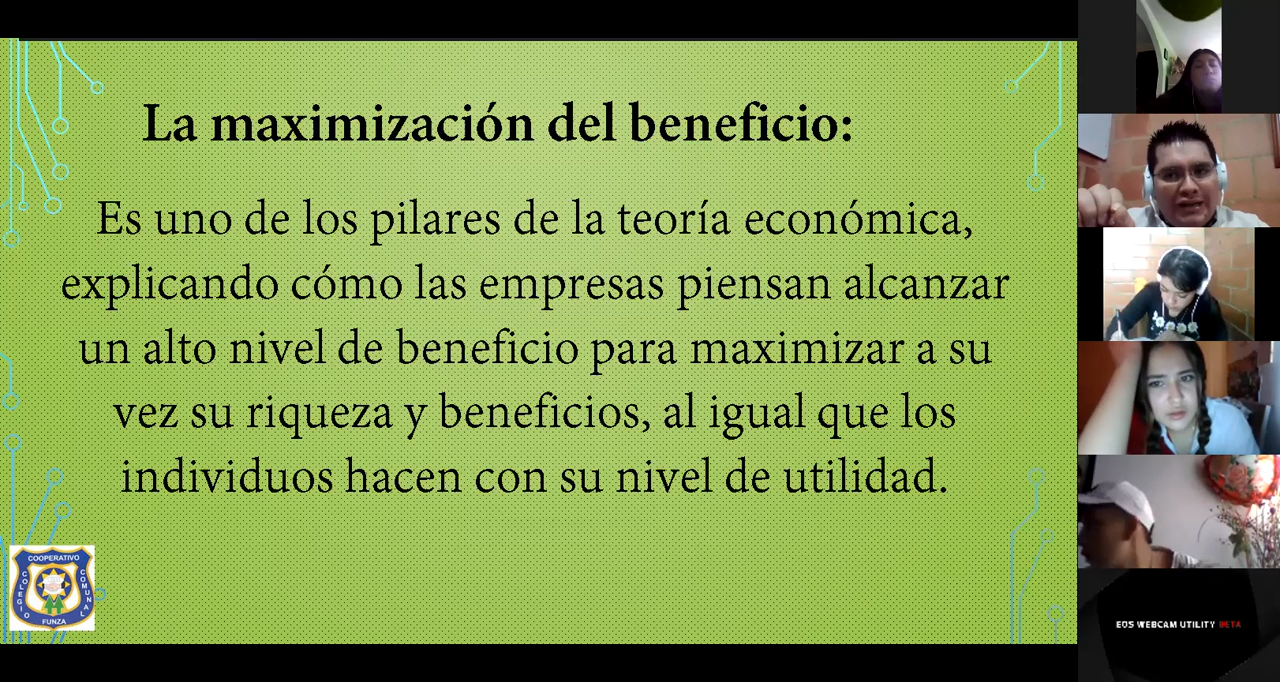 La maximización del beneficio:
Es uno de los pilares de la teoría económica,
explicando cómo las empresas piensan alcanzar
un alto nivel de beneficio para maximizar a su
vez su riqueza y beneficios, al igual que los
individuos hacen con su nivel de utilidad.
COOPERATIVO
COLEGIO
COMUNAL
FUNZA
EOS WEBCAM UTILITY BETA